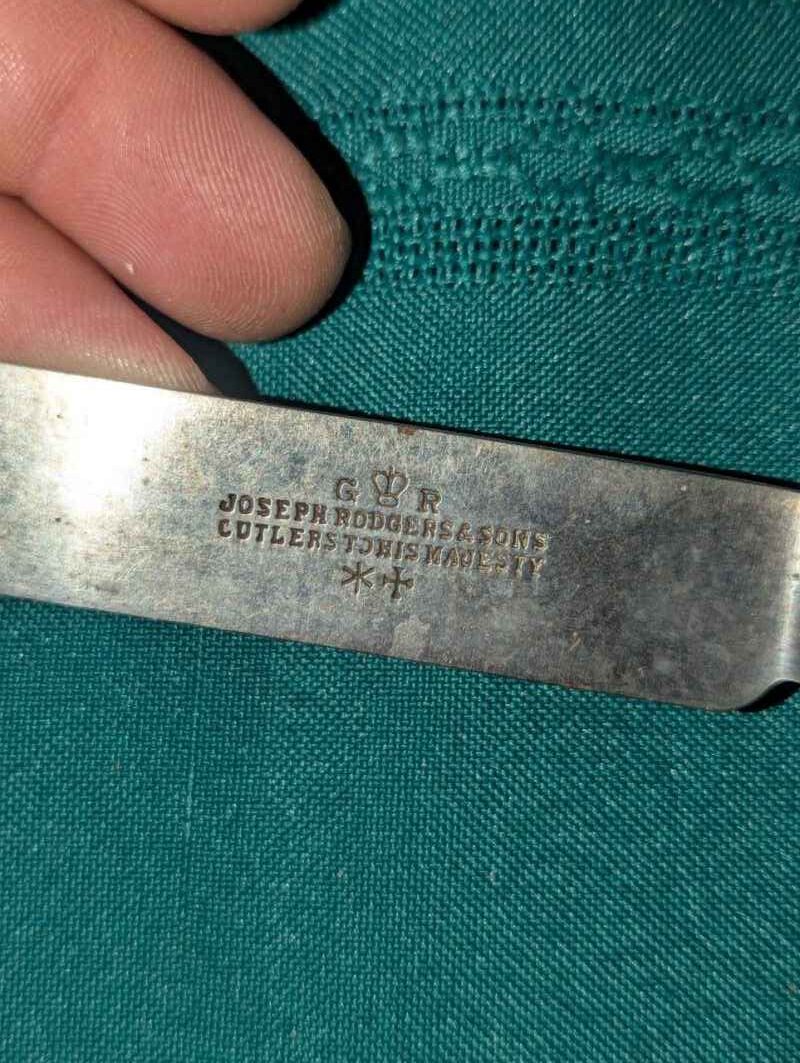 G R
JOSEPH RODGERS & SONS
CUTLERS TO HIS MAJESTY